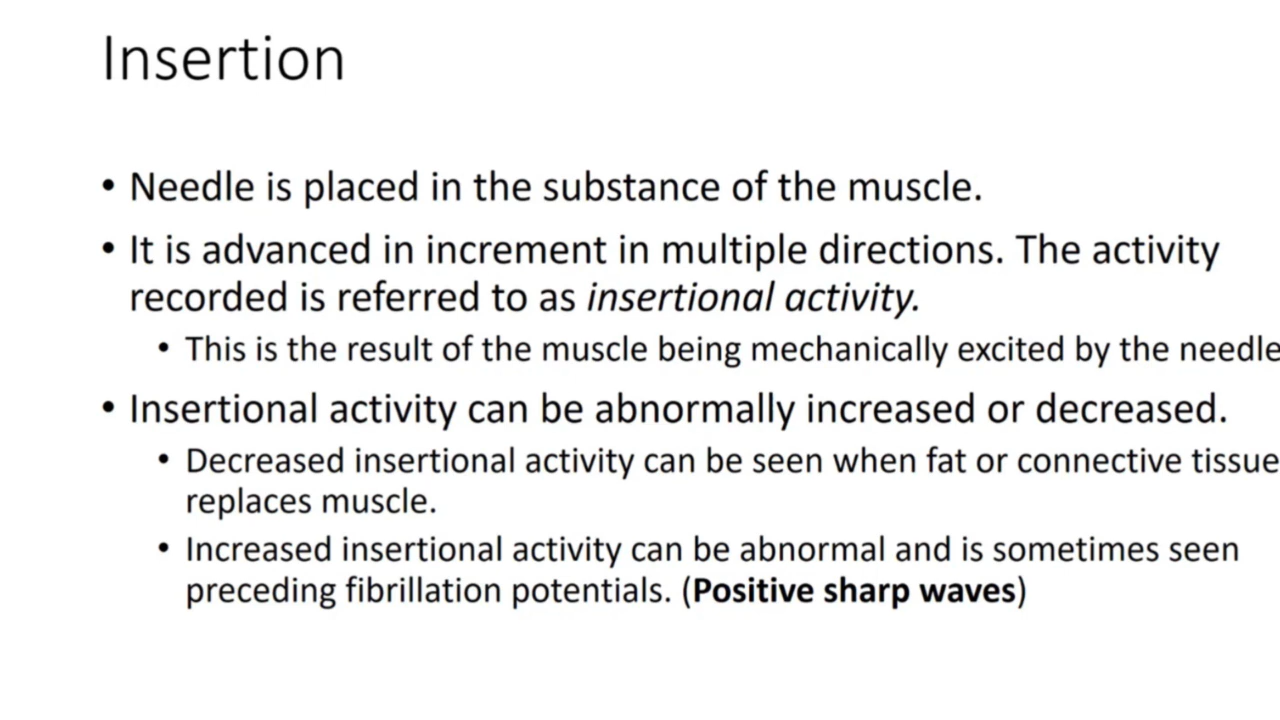 Insertion
• Needle is placed in the substance of the muscle.
• It is advanced in increment in multiple directions. The activity
recorded is referred to as insertional activity.
• This is the result of the muscle being mechanically excited by the needle
• Insertional activity can be abnormally increased or decreased.
• Decreased insertional activity can be seen when fat or connective tissue
replaces muscle.
• Increased insertional activity can be abnormal and is sometimes seen
preceding fibrillation potentials. (Positive sharp waves)